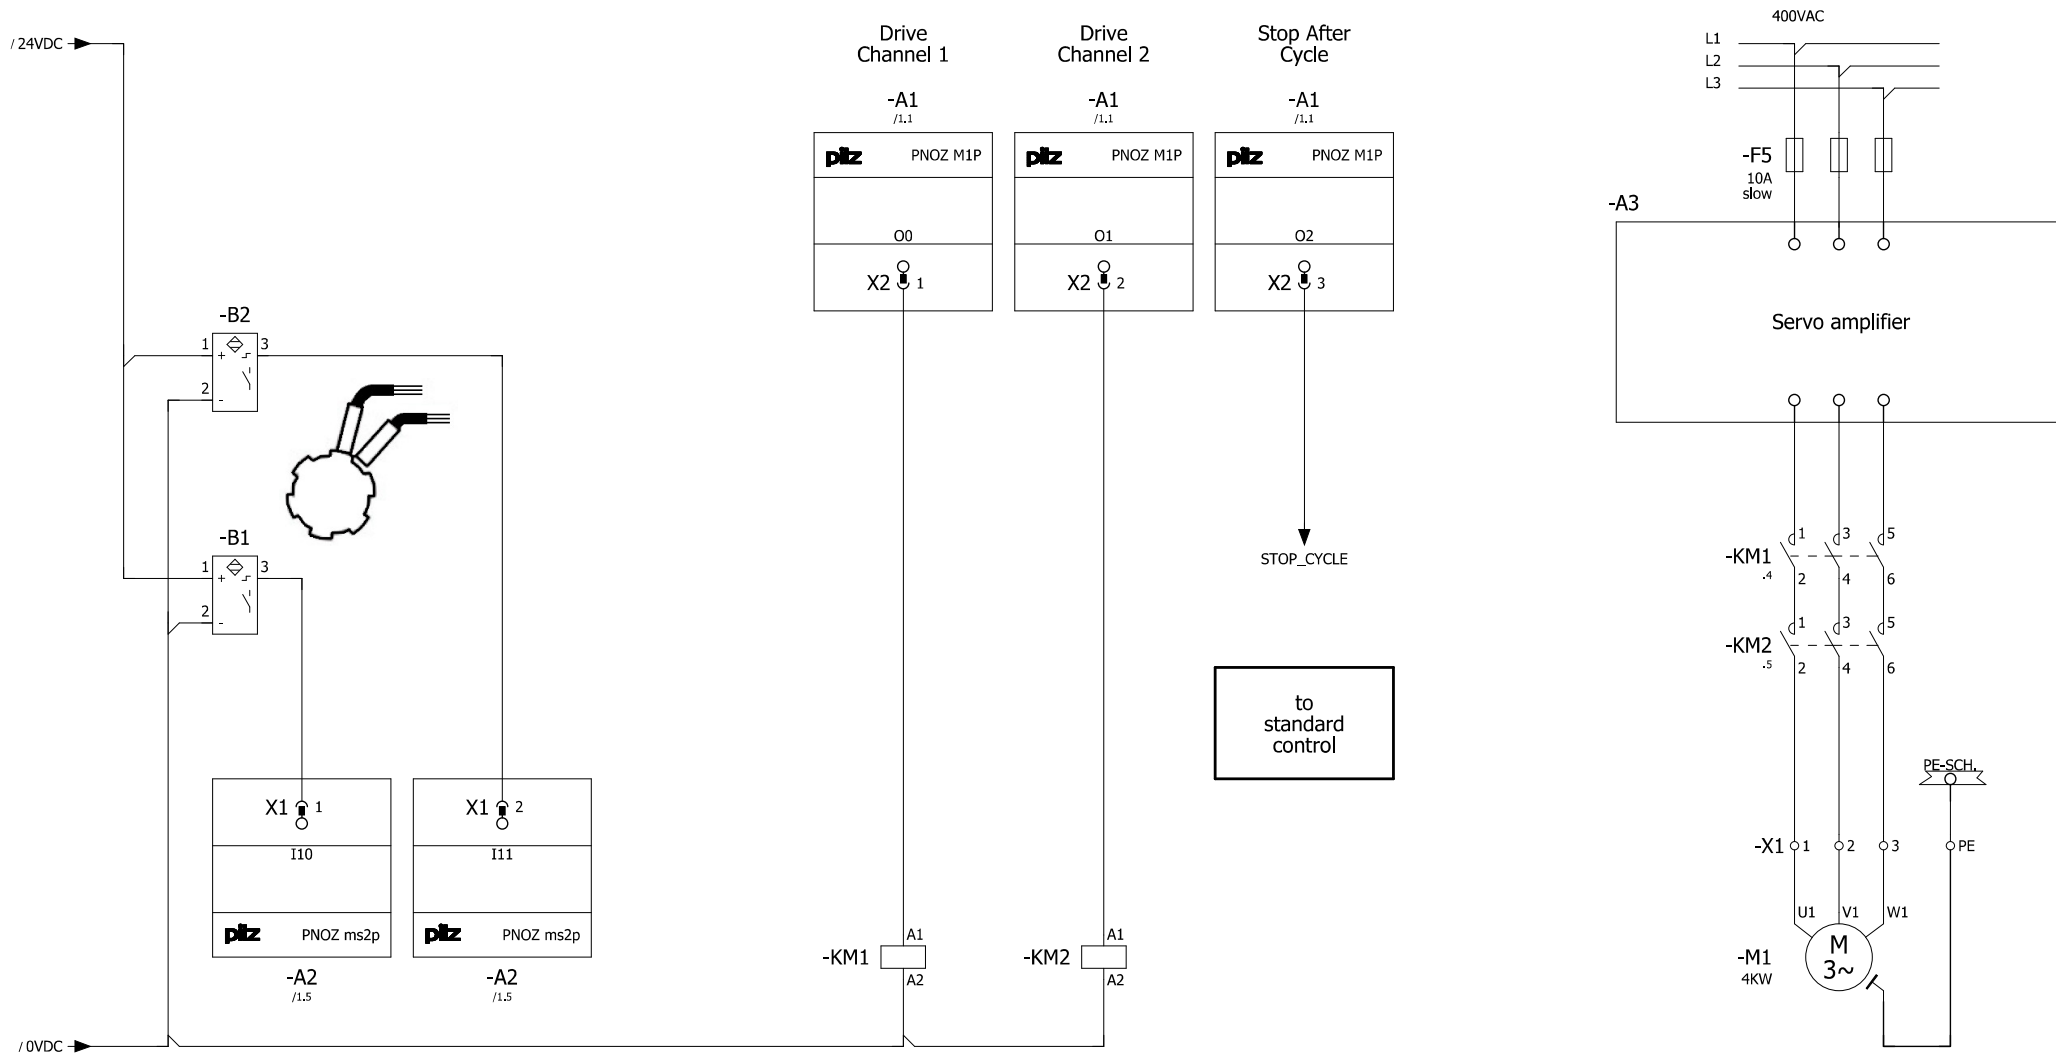 / 24VDC
-B2
1
+
3
2
-
-B1
1
+
3
2
-
X1
1
I10
pilz
PNOZ ms2p
-A2
/1.5
X1
2
I11
pilz
PNOZ ms2p
-A2
/1.5
/ 0VDC
Drive
Channel 1
-A1
/1.1
pilz
PNOZ M1P
O0
X2
1
-KM1
A1
A2
Drive
Channel 2
-A1
/1.1
pilz
PNOZ M1P
O1
X2
2
-KM2
A1
A2
Stop After
Cycle
-A1
/1.1
pilz
PNOZ M1P
O2
X2
3
STOP_CYCLE
to
standard
control
400VAC
L1
L2
L3
-F5
10A
slow
-A3
Servo amplifier
-KM1
.4
1
3
5
2
4
6
-KM2
.5
1
3
5
2
4
6
PE-SCH.
-X1
1
2
3
PE
U1
V1
W1
-M1
4KW
M
3~